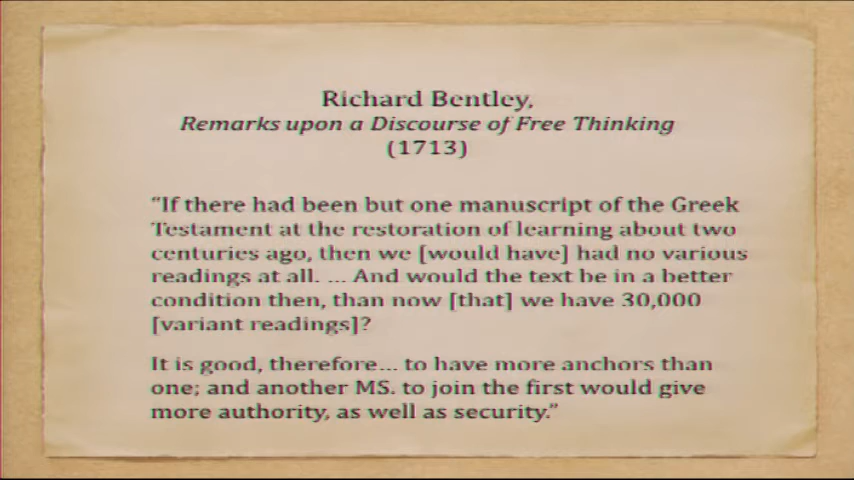 Richard Bentley,
Remarks upon a Discourse of Free Thinking
(1713)
“If there had been but one manuscript of the Greek
Testament at the restoration of learning about two
centuries ago, then we [would have] had no various
readings at all. ... And would the text be in a better
condition then, than now [that] we have 30,000
[variant readings]?
It is good, therefore... to have more anchors than
one; and another MS. to join the first would give
more authority, as well as security.”